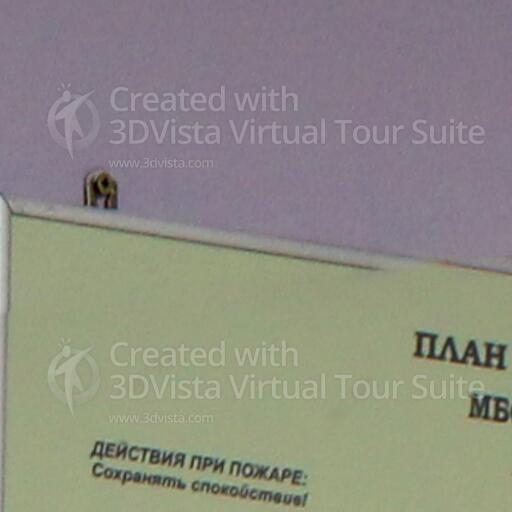 Created with
3DVista Virtual Tour Suite
www.3dvista.com
ПЛАН
Created with
3DVista Virtual Tour Suite
www.3dvista.com
ДЕЙСТВИЯ ПРИ ПОЖАРЕ:
Сохранять спокойствие!